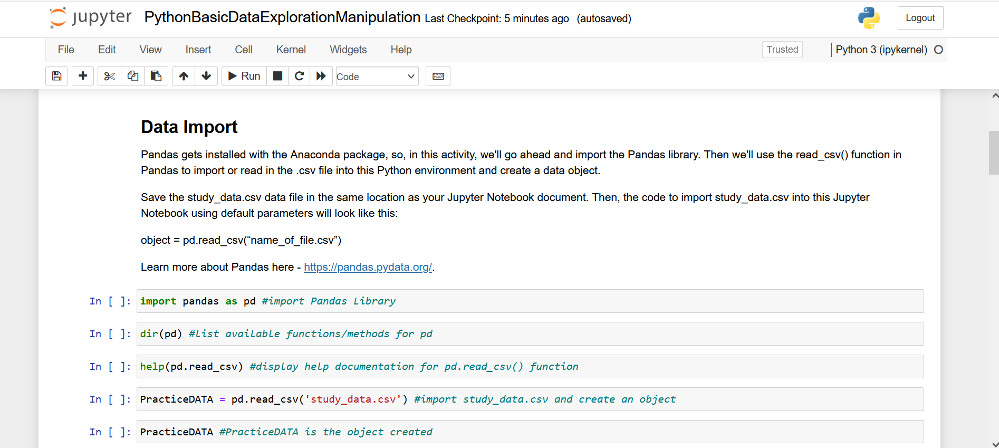 jupyter PythonBasicDataExplorationManipulation Last Checkpoint: 5 minutes ago (autosaved) Logout
File Edit View Insert Cell Kernel Widgets Help Trusted Python 3 (ipykernel)
Run Code
Data Import
Pandas gets installed with the Anaconda package, so, in this activity, we'll go ahead and import the Pandas library. Then we'll use the read_csv() function in
Pandas to import or read in the .csv file into this Python environment and create a data object.
Save the study_data.csv data file in the same location as your Jupyter Notebook document. Then, the code to import study_data.csv into this Jupyter
Notebook using default parameters will look like this:
object = pd.read_csv(“name_of_file.csv”)
Learn more about Pandas here - https://pandas.pydata.org/.
In [ ]: import pandas as pd #import Pandas Library
In [ ]: dir(pd) #list available functions/methods for pd
In [ ]: help(pd.read_csv) #display help documentation for pd.read_csv() function
In [ ]: PracticeDATA = pd.read_csv('study_data.csv') #import study_data.csv and create an object
In [ ]: PracticeDATA #PracticeDATA is the object created